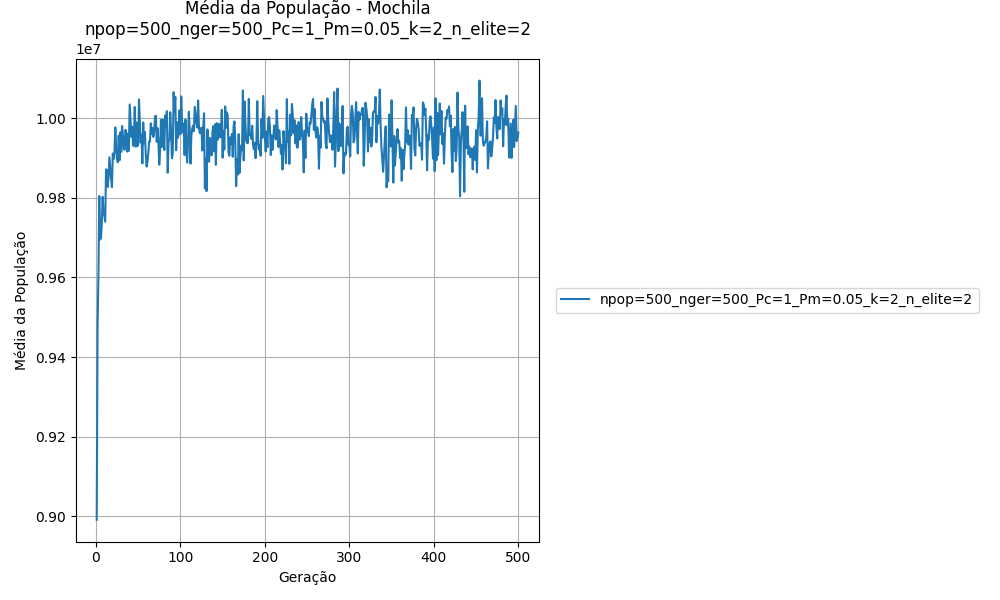 Média da População - Mochila
npop=500_nger=500_Pc=1_Pm=0.05_k=2_n_elite=2
1e7
1.00
0.98
0.96
0.94
0.92
0.90
Média da População
0 100 200 300 400 500
Geração
npop=500_nger=500_Pc=1_Pm=0.05_k=2_n_elite=2